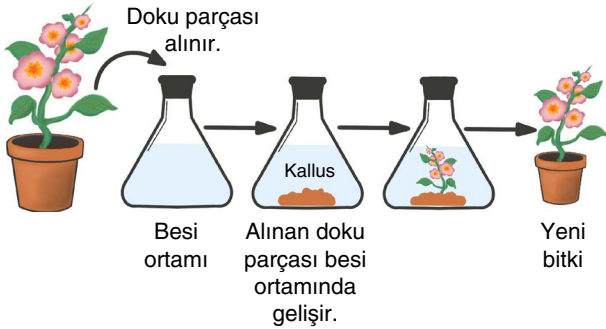 Doku parçası
alınır.
Kallus
Besi
ortamı
Alınan doku
parçası besi
ortamında
gelişir.
Yeni
bitki